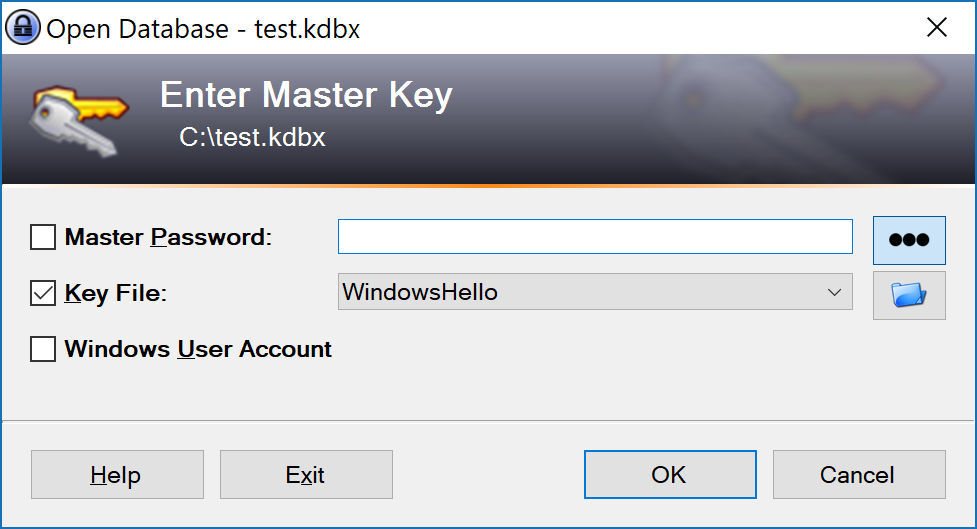 Open Database - test.kdbx
Enter Master Key
C:\test.kdbx
Master Password:
Key File: WindowsHello
Windows User Account
Help Exit OK Cancel